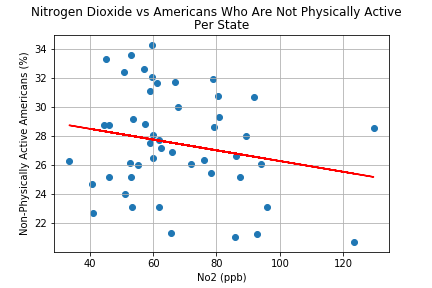 Nitrogen Dioxide vs Americans Who Are Not Physically Active
Per State
Non-Physically Active Americans (%)
34
32
30
28
26
24
22
40 60 80 100 120
No2 (ppb)